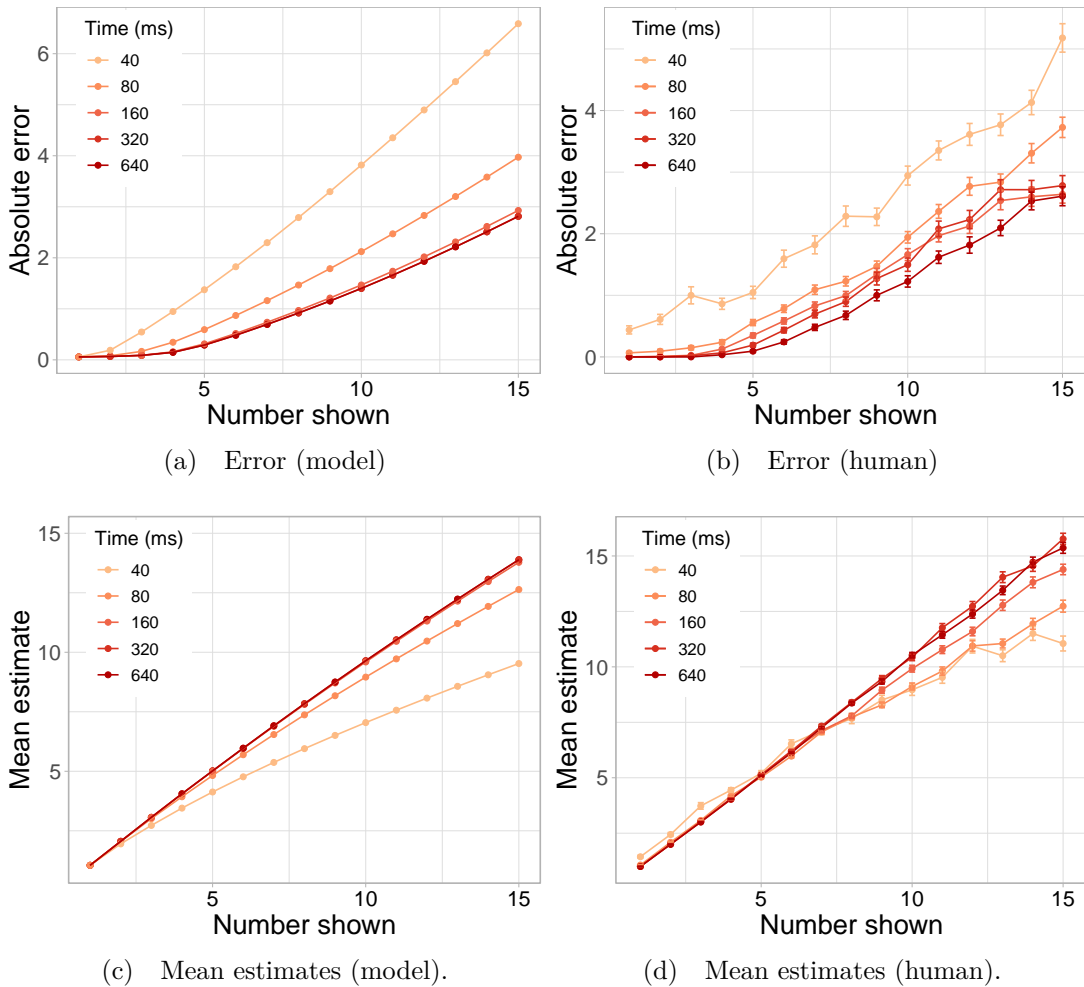 Time (ms)
40
80
160
320
640
Absolute error
0
2
4
6
5
10
15
Number shown
(a) Error (model)
Time (ms)
40
80
160
320
640
Absolute error
0
2
4
5
10
15
Number shown
(b) Error (human)
Time (ms)
40
80
160
320
640
Mean estimate
5
10
15
5
10
15
Number shown
(c) Mean estimates (model).
Time (ms)
40
80
160
320
640
Mean estimate
5
10
15
5
10
15
Number shown
(d) Mean estimates (human).